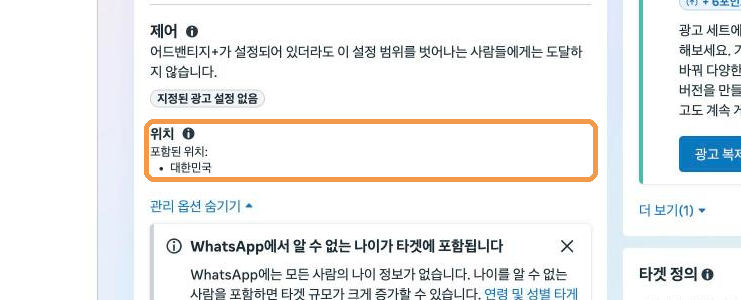 제어
어드밴티지+가 설정되어 있더라도 이 설정 범위를 벗어나는 사람들에게는 도달하
지 않습니다.
지정된 광고 설정 없음
위치
포함된 위치:
• 대한민국
관리 옵션 숨기기
WhatsApp에서 알 수 없는 나이가 타겟에 포함됩니다
WhatsApp에는 모든 사람의 나이 정보가 없습니다. 나이를 알 수 없는
사람을 포함하면 타겟 규모가 크게 증가할 수 있습니다. 연령 및 성별 타게
광고 세트에
해보세요.
바꿔 다양한
버전을 만들
고도 계속
광고 복제
더 보기(1)
타겟 정의